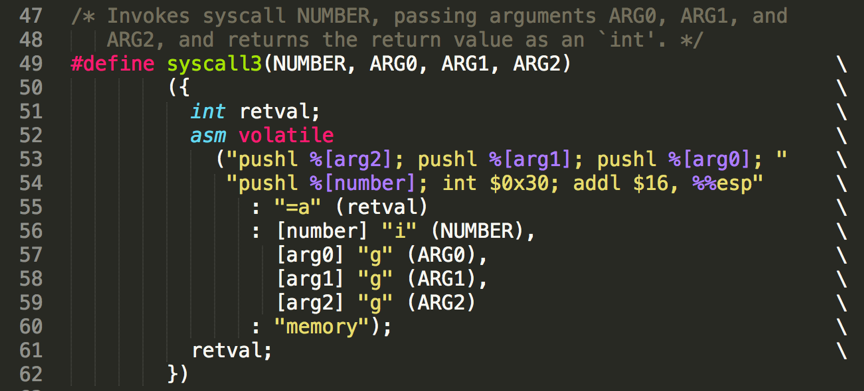 47 /* Invokes syscall NUMBER, passing arguments ARG0, ARG1, and
48    ARG2, and returns the return value as an `int'. */
49 #define syscall3(NUMBER, ARG0, ARG1, ARG2)                      \
50         ({                                                      \
51           int retval;                                           \
52           asm volatile                                          \
53             ("pushl %[arg2]; pushl %[arg1]; pushl %[arg0]; "    \
54              "pushl %[number]; int $0x30; addl $16, %%esp"      \
55                : "=a" (retval)                                  \
56                : [number] "i" (NUMBER),                         \
57                  [arg0] "g" (ARG0),                             \
58                  [arg1] "g" (ARG1),                             \
59                  [arg2] "g" (ARG2)                              \
60                : "memory");                                     \
61           retval;                                               \
62         })